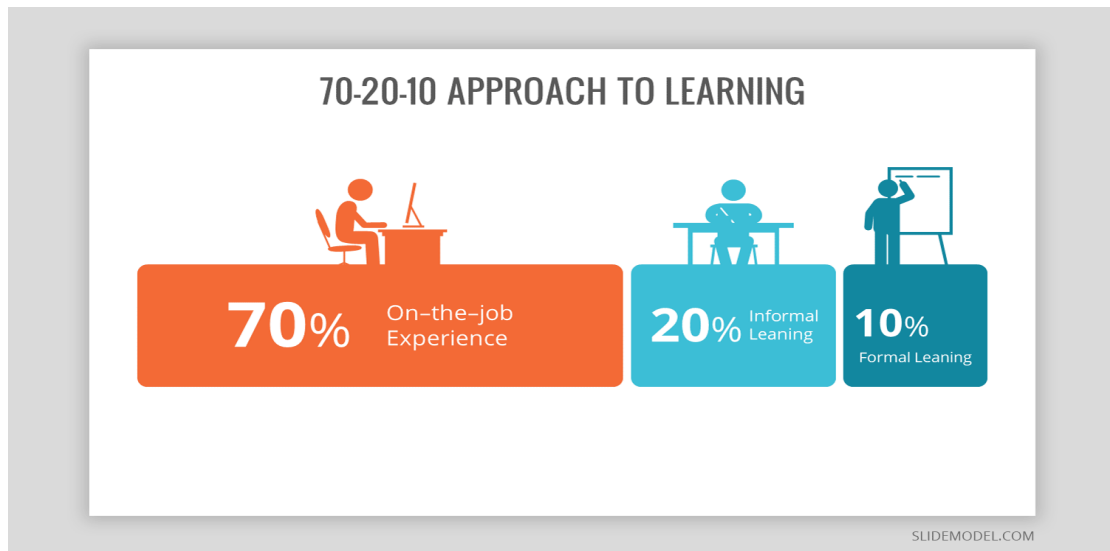 70-20-10 APPROACH TO LEARNING
70%
On–the–job
Experience
20%
Informal
Leaning
10%
Formal Leaning
SLIDEMODEL.COM